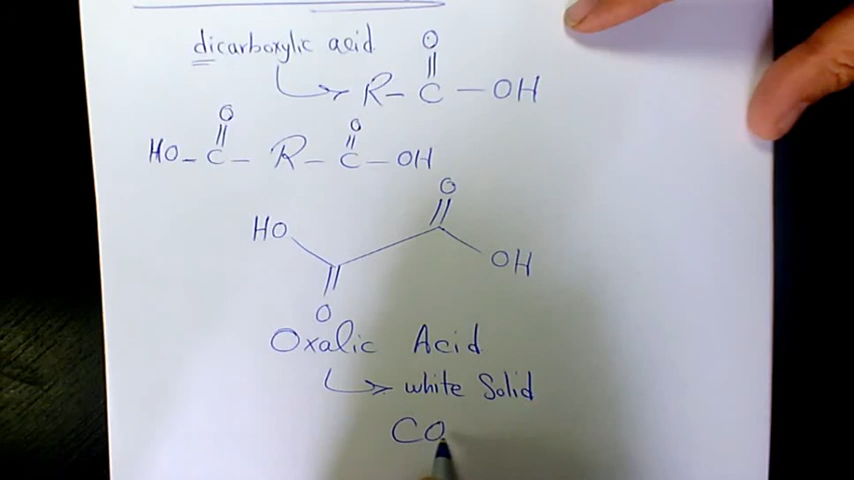 dicarboxylic acid
O
R-C-OH
O O
HO-C-R-C-OH
O
HO
OH
O
Oxalic Acid
white Solid
CO